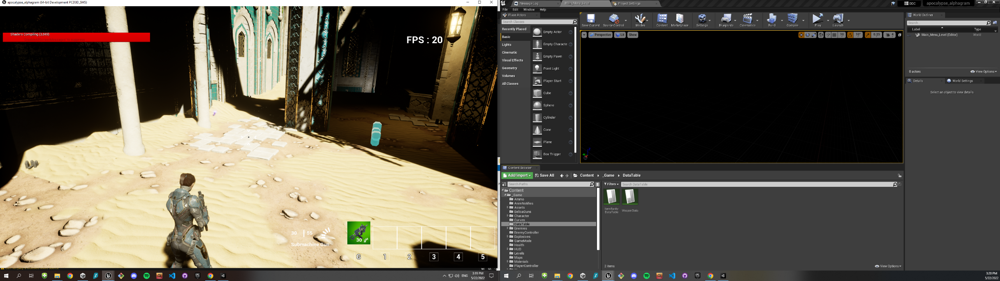 apocalypse_alphagram (64-bit Development PCD3D_SM5)
Shaders Compiling (3,849)
FPS : 20
30 | 55
Submachine Gun
30
G 1 2 3 4 5
ENG
3:19 PM
5/22/2022
Message Log
Main_Menu_Level
Project Settings
DDC
apocalypse_alphagram
File Edit Window Help
Place Actors
Search Classes
Recently Placed
Basic
Lights
Cinematic
Visual Effects
Geometry
Volumes
All Classes
Empty Actor
Empty Characte
Empty Pawn
Point Light
Player Start
Cube
Sphere
Cylinder
Cone
Plane
Box Trigger
Save Current
Source Control
Modes
Content
Marketplace
Settings
Blueprints
Cinematics
Build
Compile
Play
Launch
Perspective
Lit
Show
10
10°
0.25
4
World Outliner
Search...
Label
Type
Main_Menu_Level (Editor)
World
0 actors
View Options
Details
World Settings
Select an object to view details.
Content Browser
Add/Import
Save All
Content
_Game
DataTable
Search Paths
Filters
Search DataTable
Content
_Game
Ammo
AnimNotifies
Assets
BelicaGuns
Character
Curves
DataTable
Enemies
EnemyController
Explosives
GameMode
Health
HUD
Levels
Maps
Materials
PlayerController
ItemRarity
DataTable
WeaponData
2 items
View Options
3:20 PM
5/22/2022